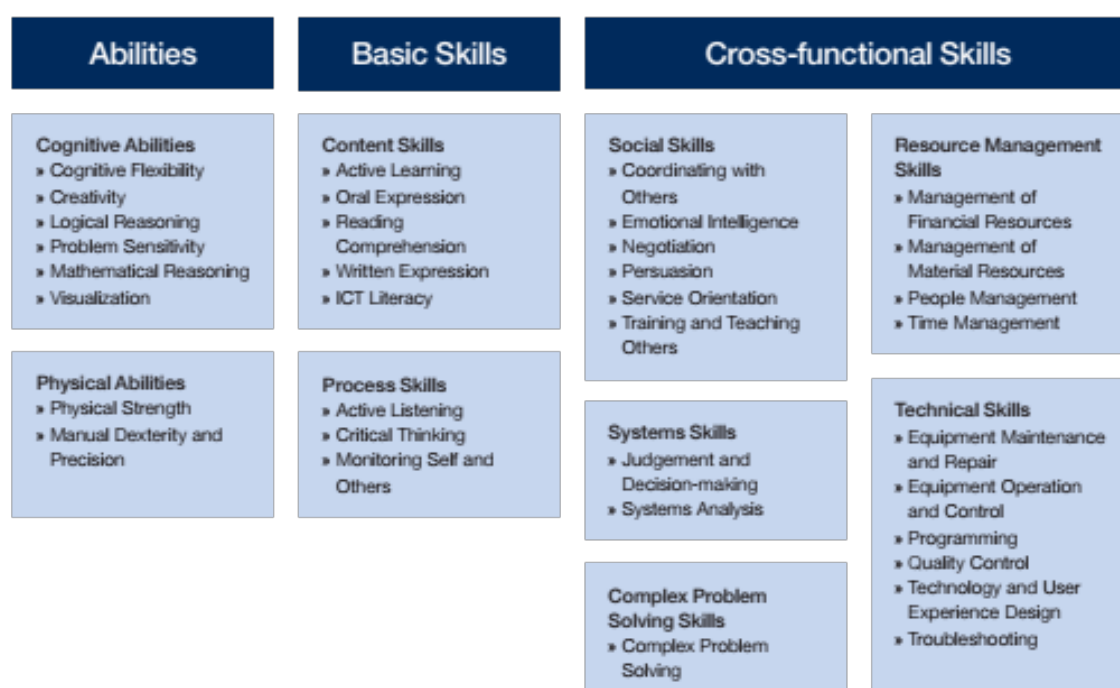 Abilities
Basic Skills
Cross-functional Skills
Cognitive Abilities
» Cognitive Flexibility
» Creativity
» Logical Reasoning
» Problem Sensitivity
» Mathematical Reasoning
» Visualization
Physical Abilities
» Physical Strength
» Manual Dexterity and
Precision
Content Skills
» Active Learning
» Oral Expression
» Reading
Comprehension
» Written Expression
» ICT Literacy
Process Skills
» Active Listening
» Critical Thinking
» Monitoring Self and
Others
Social Skills
» Coordinating with
Others
» Emotional Intelligence
» Negotiation
» Persuasion
» Service Orientation
» Training and Teaching
Others
Systems Skills
» Judgement and
Decision-making
» Systems Analysis
Complex Problem
Solving Skills
» Complex Problem
Solving
Resource Management
Skills
» Management of
Financial Resources
» Management of
Material Resources
» People Management
» Time Management
Technical Skills
» Equipment Maintenance
and Repair
» Equipment Operation
and Control
» Programming
» Quality Control
» Technology and User
Experience Design
» Troubleshooting